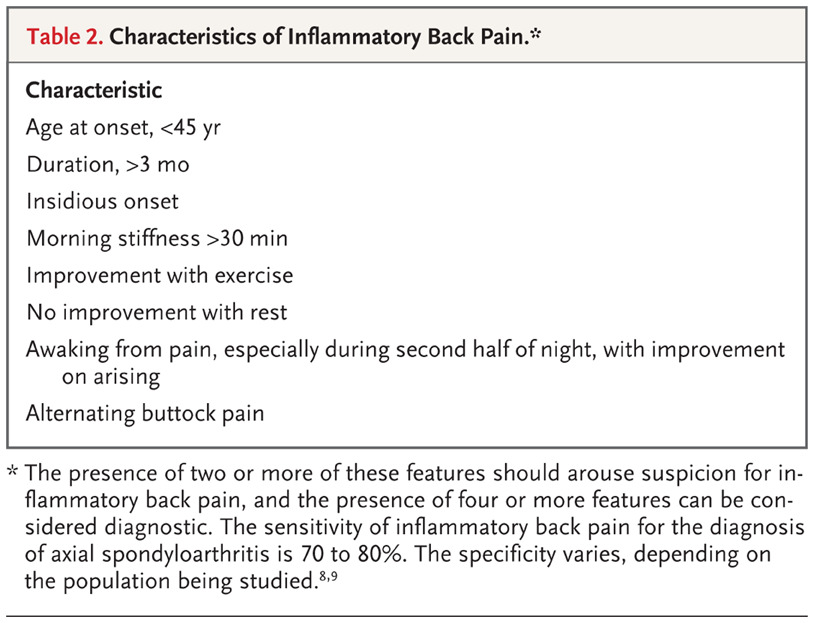 Table 2. Characteristics of Inflammatory Back Pain.*
Characteristic
Age at onset, <45 yr
Duration, >3 mo
Insidious onset
Morning stiffness >30 min
Improvement with exercise
No improvement with rest
Awaking from pain, especially during second half of night, with improvement
on arising
Alternating buttock pain
* The presence of two or more of these features should arouse suspicion for in-
flammatory back pain, and the presence of four or more features can be con-
sidered diagnostic. The sensitivity of inflammatory back pain for the diagnosis
of axial spondyloarthritis is 70 to 80%. The specificity varies, depending on
the population being studied.8,9